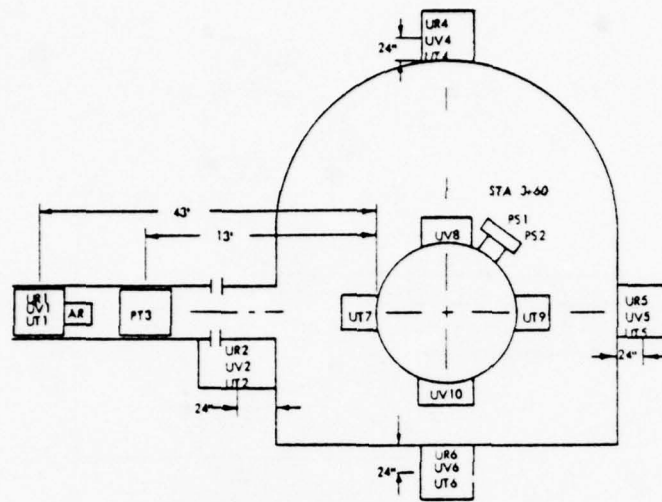 UR4
24"
UV4
UT4
STA 3+60
43'
PS1
PS2
13'
UV8
UR1
UV1
UT1
AR
PT3
UT7
UT9
UR5
UV5
UT5
24"
UR2
UV2
UT2
24"
UV10
UR6
24"
UV6
UT6